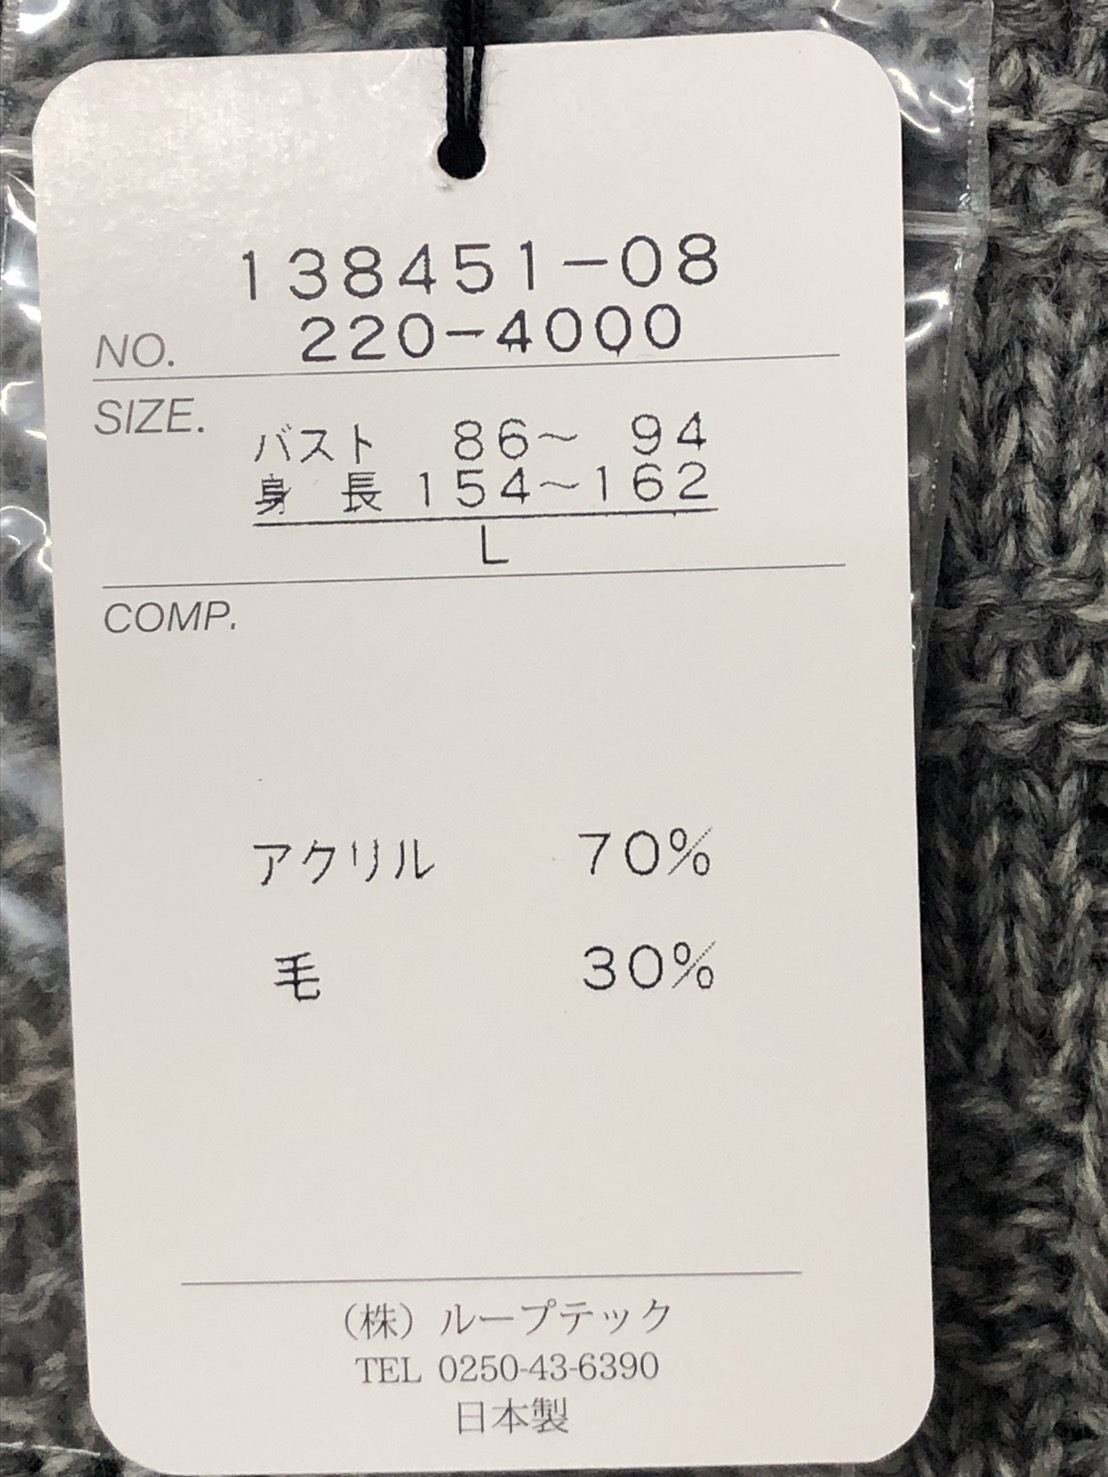 138451-08
NO. 220-4000
SIZE.
バスト 86～ 94
身 長 154～162
L
COMP.
アクリル 70%
毛 30%
（株）ループテック
TEL 0250-43-6390
日本製